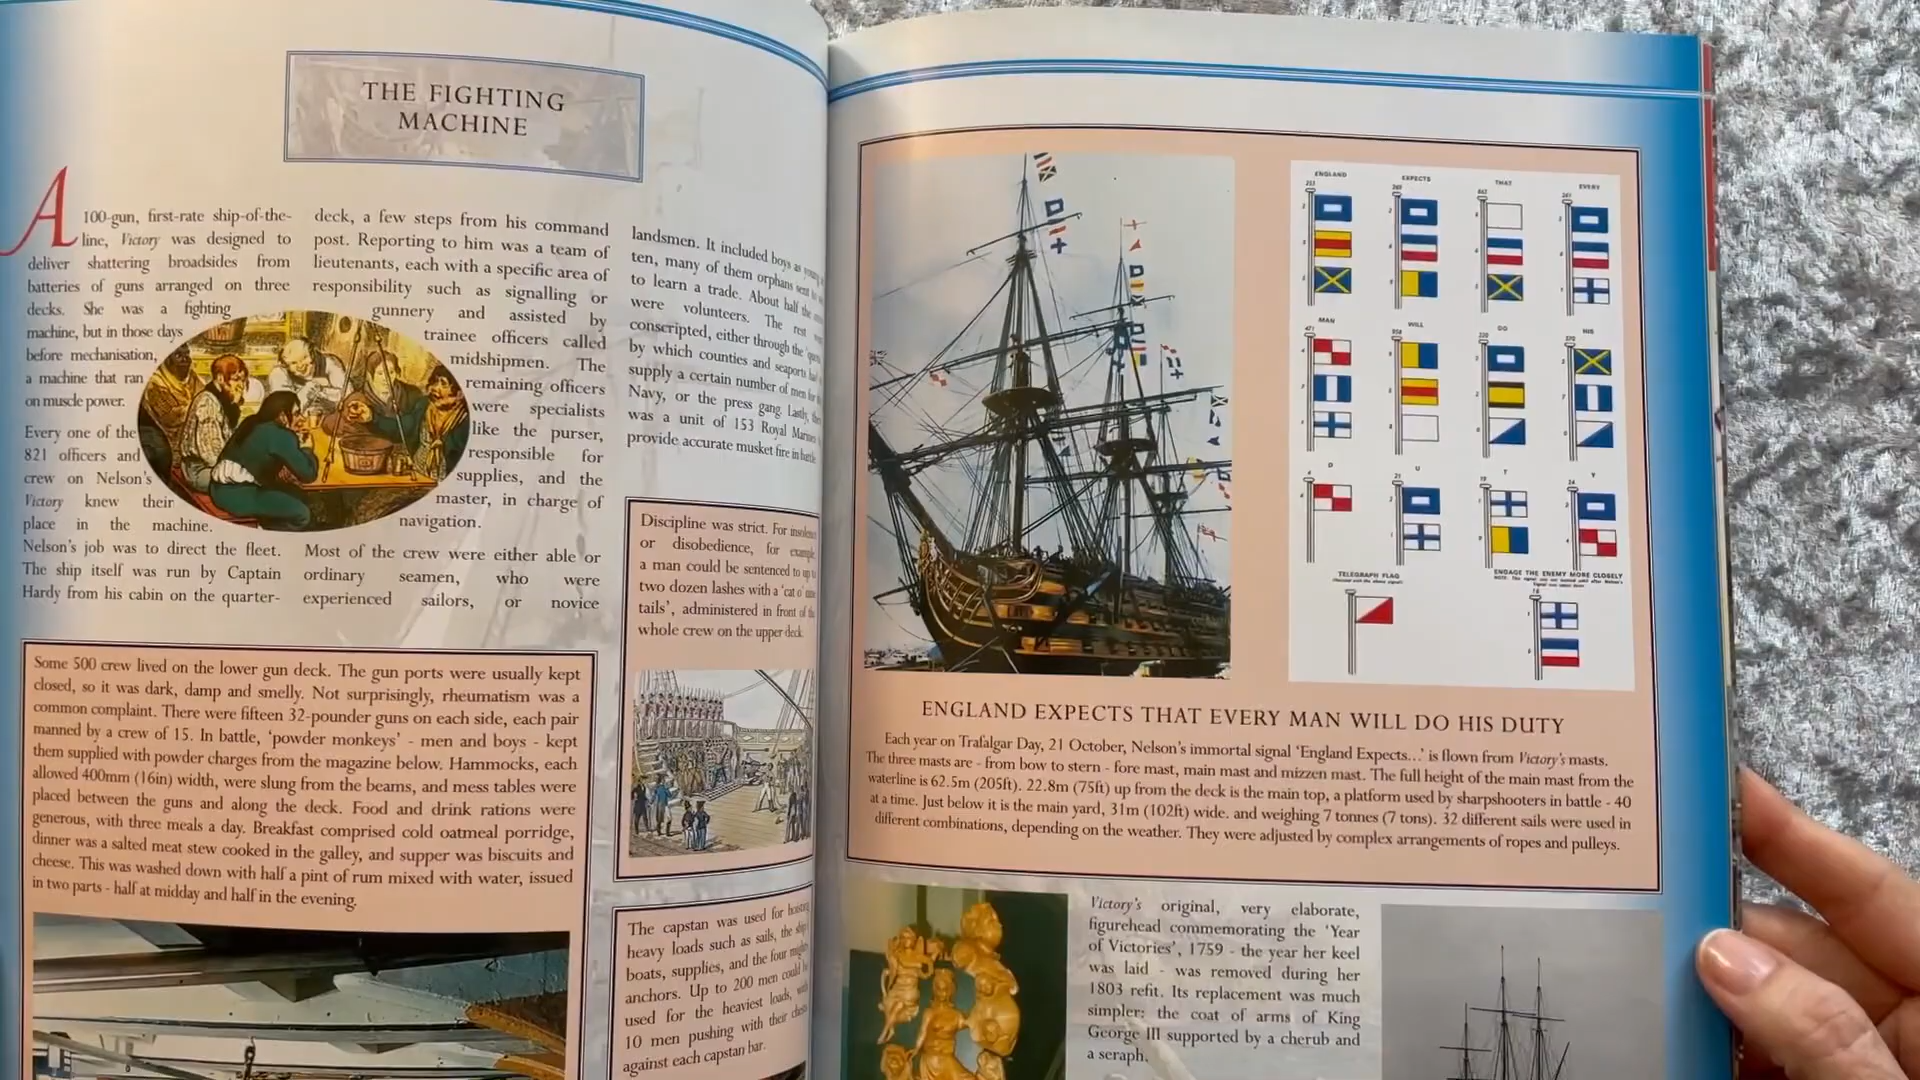 THE FIGHTING
MACHINE
A 100-gun, first-rate ship-of-the-
line, Victory was designed to
deliver shattering broadsides from
batteries of guns arranged on three
decks. She was a fighting
machine, but in those days
before mechanisation,
a machine that ran
on muscle power.
Every one of the
821 officers and
crew on Nelson's
Victory knew their
place in the machine.
Nelson's job was to direct the fleet.
The ship itself was run by Captain
Hardy from his cabin on the quarter-
deck, a few steps from his command
post. Reporting to him was a team of
lieutenants, each with a specific area of
responsibility such as signalling or
gunnery and assisted by
trainee officers called
midshipmen. The
remaining officers
were specialists
like the purser,
responsible for
supplies, and the
master, in charge of
navigation.
Most of the crew were either able or
ordinary seamen, who were
experienced sailors, or novice
landsmen. It included boys as
ten, many of them orphans sent
to learn a trade. About half the
were volunteers. The rest
conscripted, either through the
by which counties and seaports
supply a certain number of men for
Navy, or the press gang. Lastly,
was a unit of 153 Royal
provide accurate musket fire in
Some 500 crew lived on the lower gun deck. The gun ports were usually kept
closed, so it was dark, damp and smelly. Not surprisingly, rheumatism was a
common complaint. There were fifteen 32-pounder guns on each side, each pair
manned by a crew of 15. In battle, 'powder monkeys' - men and boys - kept
them supplied with powder charges from the magazine below. Hammocks, each
allowed 400mm (16in) width, were slung from the beams, and mess tables were
placed between the guns and along the deck. Food and drink rations were
generous, with three meals a day. Breakfast comprised cold oatmeal porridge,
dinner was a salted meat stew cooked in the galley, and supper was biscuits and
cheese. This was washed down with half a pint of rum mixed with water, issued
in two parts - half at midday and half in the evening.
Discipline was strict. For
or disobedience, for
a man could be sentenced to up
two dozen lashes with a 'cat o'
tails', administered in front of
whole crew on the upper deck.
The capstan was used for
heavy loads such as sails, the
boats, supplies, and the four
anchors. Up to 200 men could
used for the heaviest loads,
10 men pushing with their
against each capstan bar.
ENGLAND EXPECTS THAT EVERY
253 269 863 261
MAN WILL DO HIS
471 958 220 370
D U T Y
4 21 19 24
TELEGRAPH FLAG
ENGAGE THE ENEMY MORE CLOSELY
16
ENGLAND EXPECTS THAT EVERY MAN WILL DO HIS DUTY
Each year on Trafalgar Day, 21 October, Nelson's immortal signal 'England Expects...' is flown from Victory's masts.
The three masts are - from bow to stern - fore mast, main mast and mizzen mast. The full height of the main mast from the
waterline is 62.5m (205ft). 22.8m (75ft) up from the deck is the main top, a platform used by sharpshooters in battle - 40
at a time. Just below it is the main yard, 31m (102ft) wide. and weighing 7 tonnes (7 tons). 32 different sails were used in
different combinations, depending on the weather. They were adjusted by complex arrangements of ropes and pulleys.
Victory's original, very elaborate,
figurehead commemorating the 'Year
of Victories', 1759 - the year her keel
was laid - was removed during her
1803 refit. Its replacement was much
simpler: the coat of arms of King
George III supported by a cherub and
a seraph.